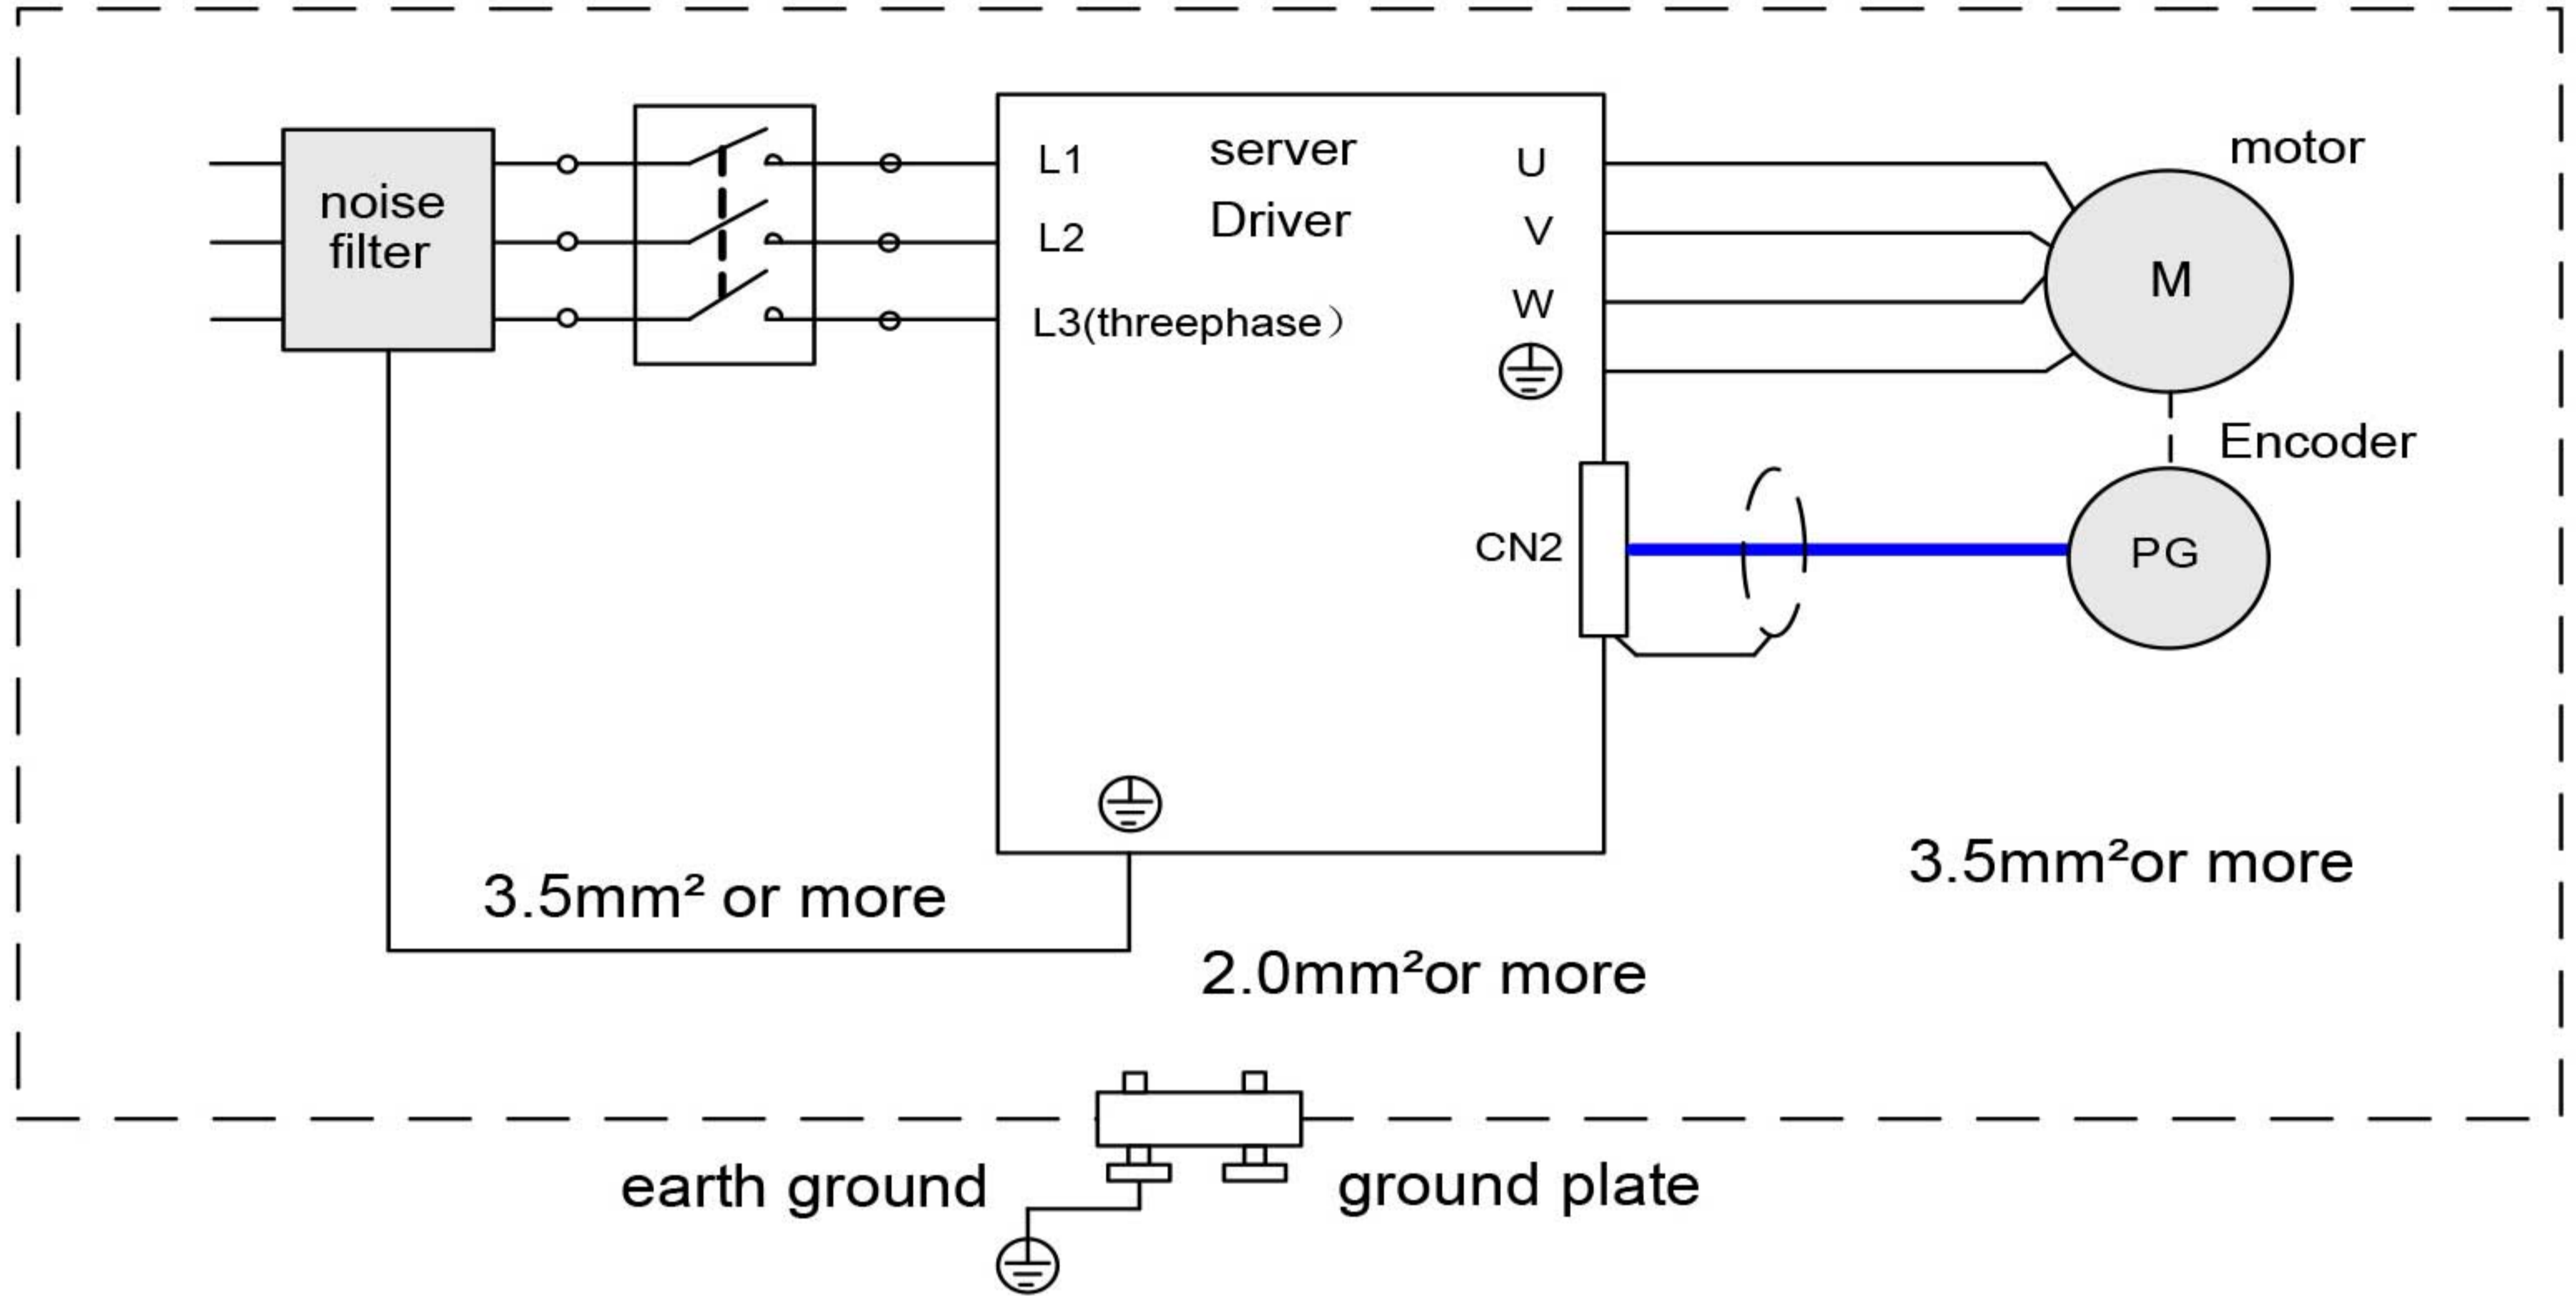 noise
filter
L1
L2
L3(threephase）
server
Driver
U
V
W
CN2
motor
M
Encoder
PG
3.5mm² or more
3.5mm²or more
2.0mm²or more
earth ground
ground plate